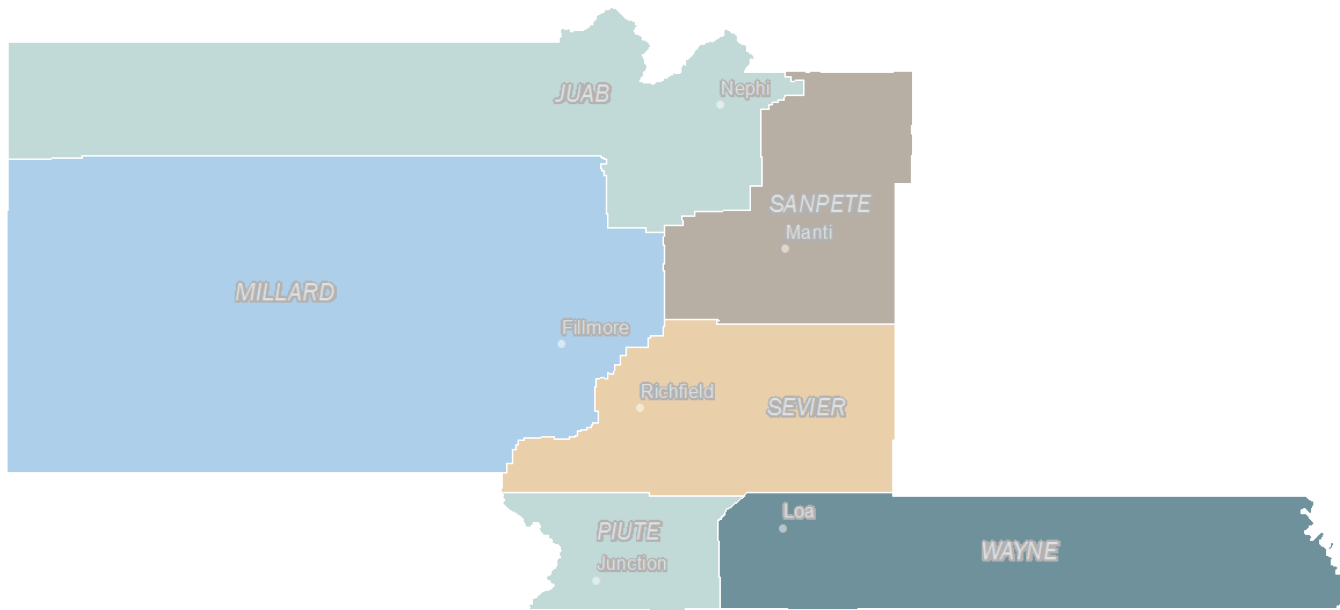 JUAB
Nephi
SANPETE
Manti
MILLARD
Fillmore
Richfield
SEVIER
Loa
PIUTE
WAYNE
Junction